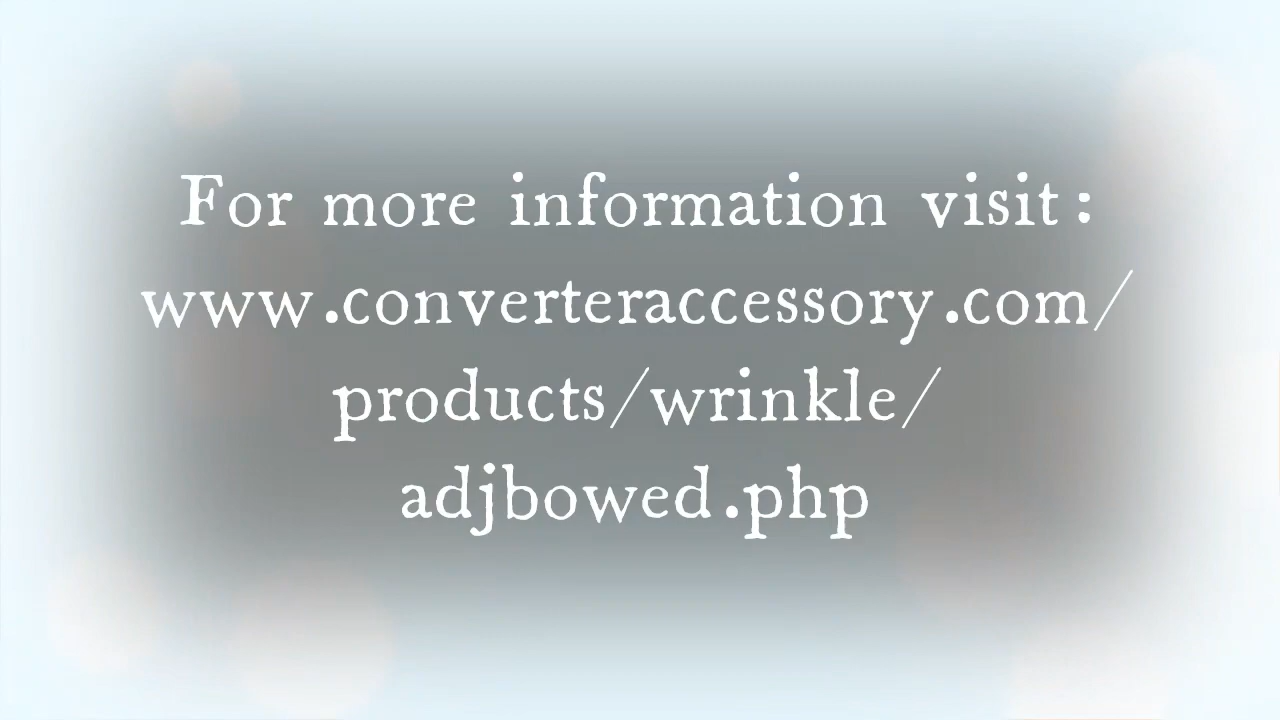 For more information visit:
www.converteraccessory.com/
products/wrinkle/
adjbowed.php